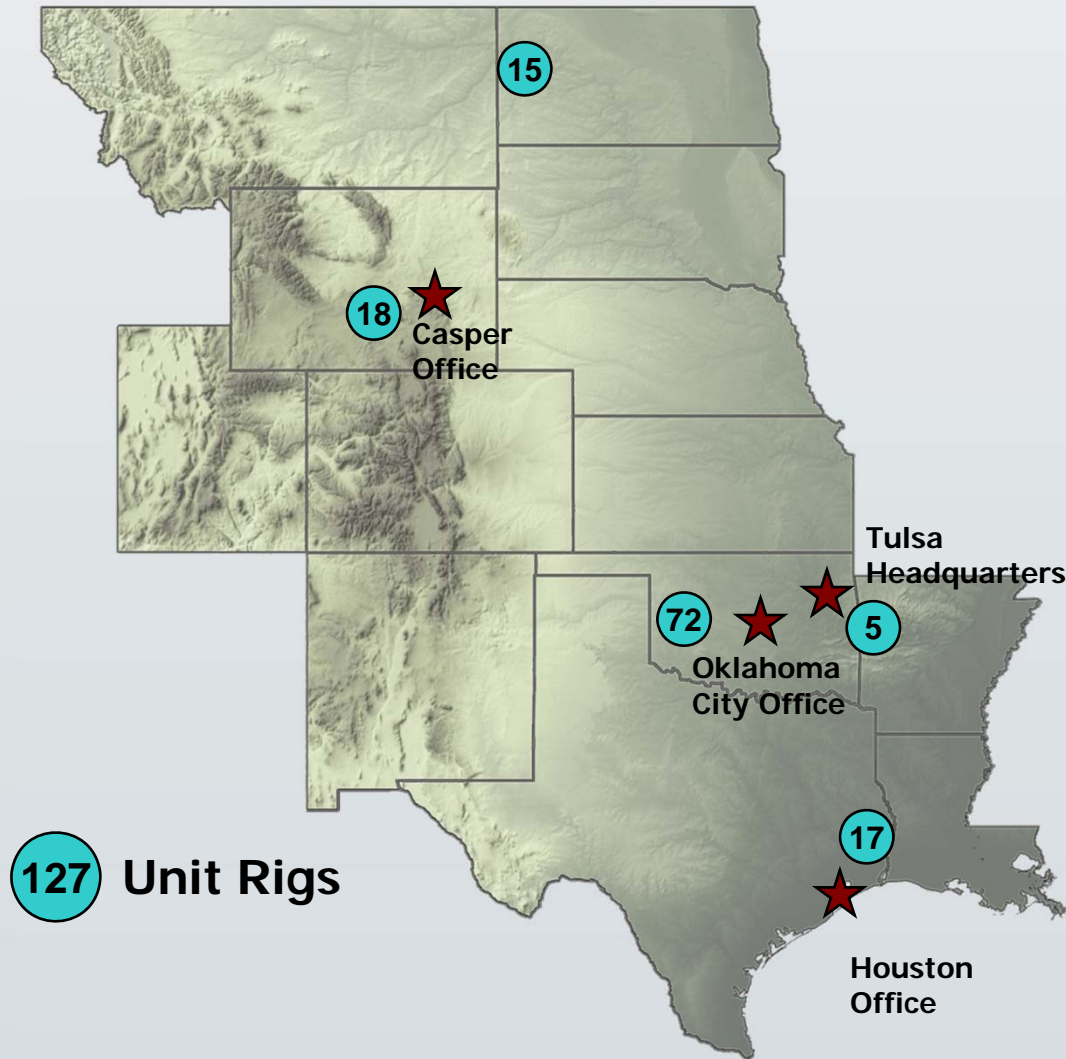 15
18
Casper
Office
Tulsa
Headquarters
72
5
Oklahoma
City Office
17
127 Unit Rigs
Houston
Office